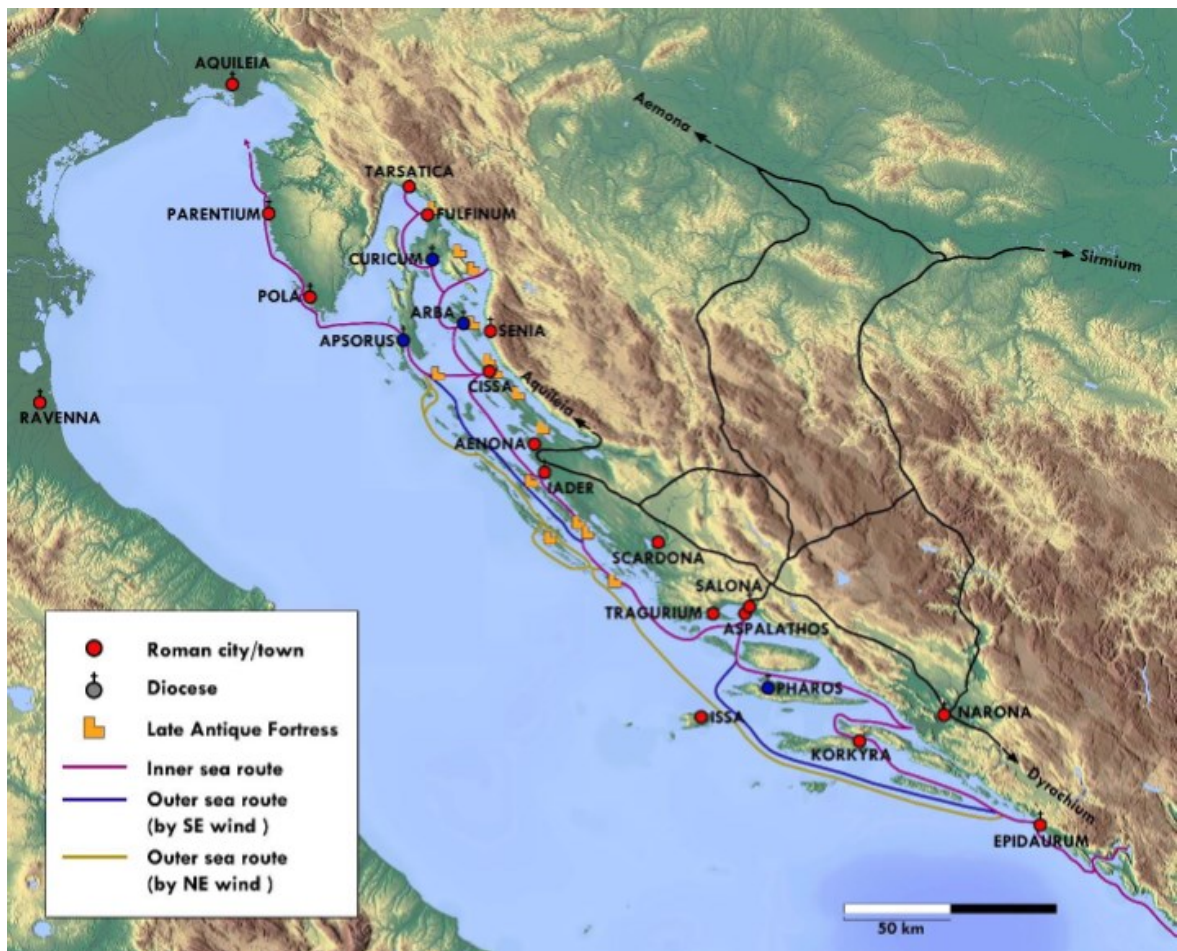 AQUILEIA
Aemona
TARSATICA
PARENTIUM
FULFINUM
CURICUM
Sirmium
POLA
ARBA
SENIA
APSORUS
CISSA
Aquileia
RAVENNA
AENONA
IADER
SCARDONA
SALONA
TRAGURIUM
ASPALATHOS
PHAROS
ISSA
NARONA
KORKYRA
Dyrachium
EPIDAURUM
Roman city/town
Diocese
Late Antique Fortress
Inner sea route
Outer sea route
(by SE wind )
Outer sea route
(by NE wind )
50 km